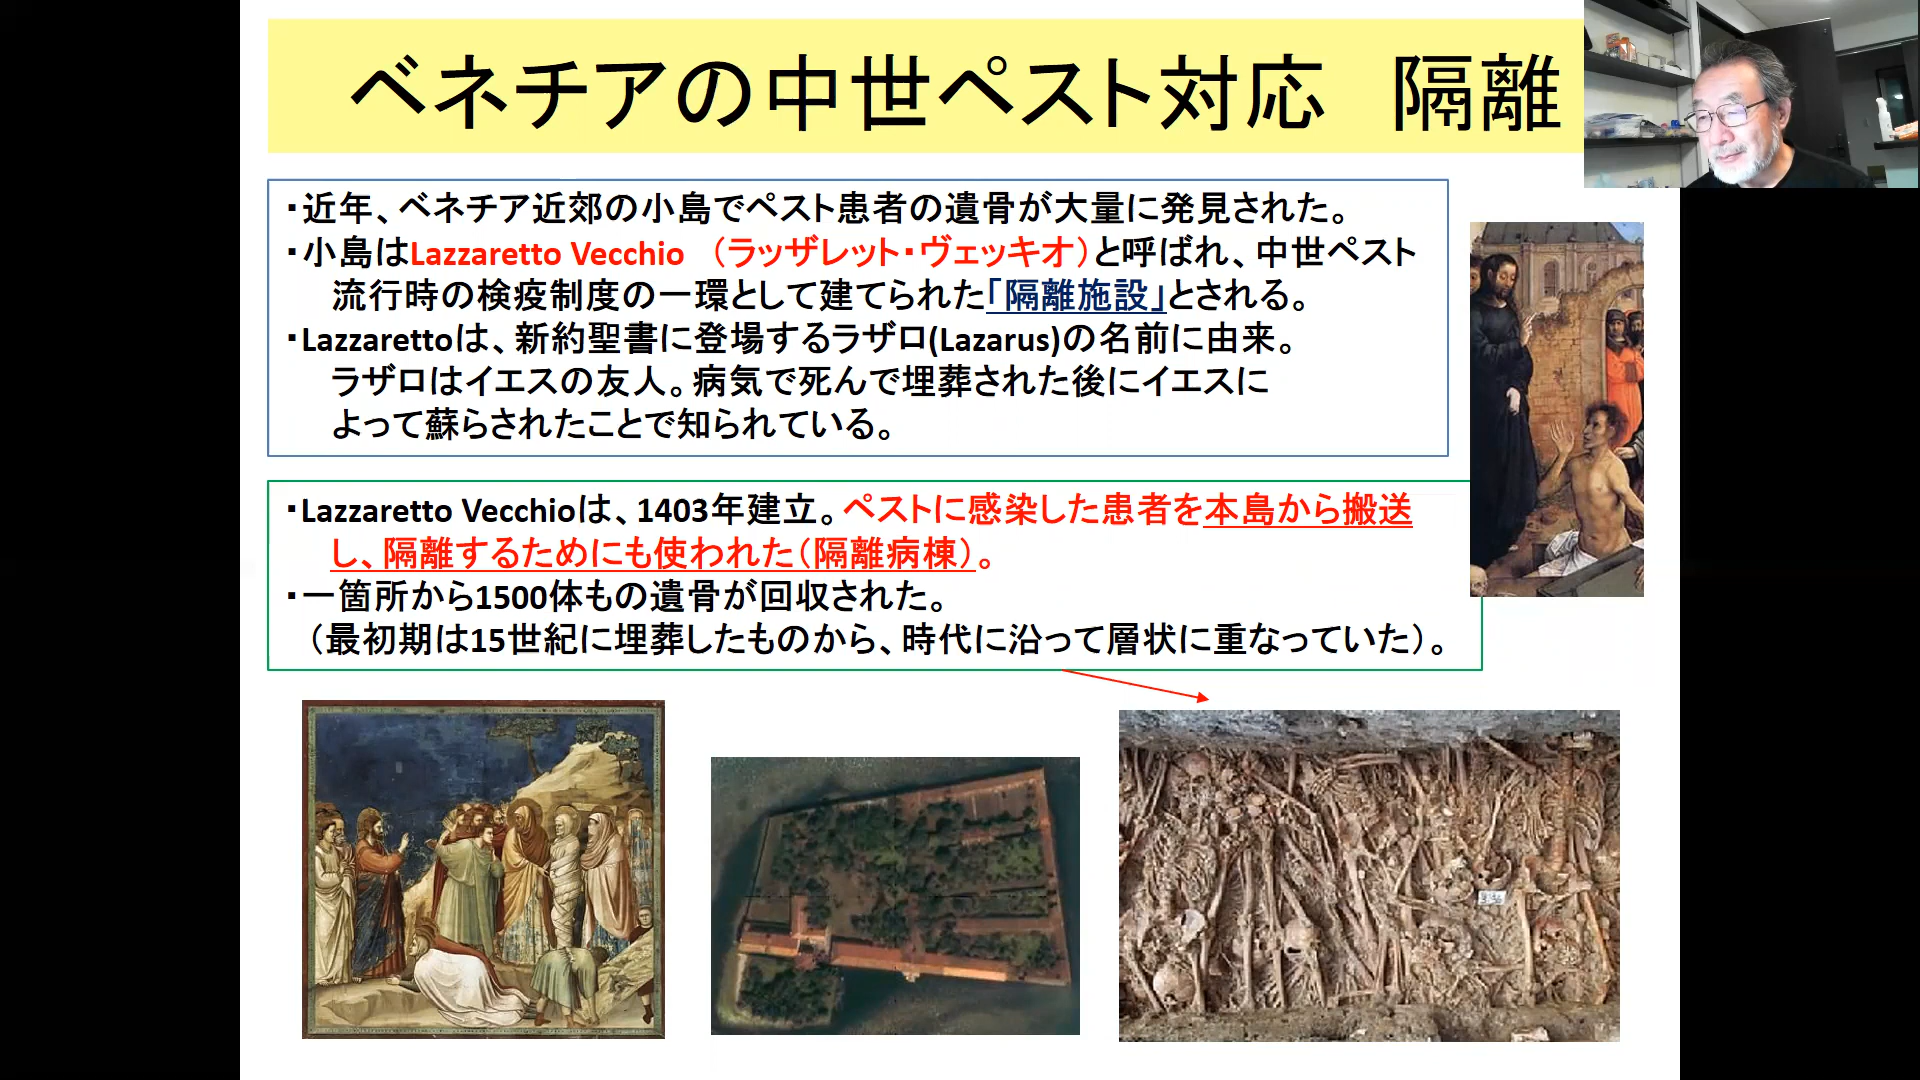 ベネチアの中世ペスト対応　隔離
・近年、ベネチア近郊の小島でペスト患者の遺骨が大量に発見された。
・小島はLazzaretto Vecchio （ラッザレット・ヴェッキオ）と呼ばれ、中世ペスト
流行時の検疫制度の一環として建てられた「隔離施設」とされる。
・Lazzarettoは、新約聖書に登場するラザロ(Lazarus)の名前に由来。
ラザロはイエスの友人。病気で死んで埋葬された後にイエスに
よって蘇らされたことで知られている。
・Lazzaretto Vecchioは、1403年建立。ペストに感染した患者を本島から搬送
し、隔離するためにも使われた（隔離病棟）。
・一箇所から1500体もの遺骨が回収された。
（最初期は15世紀に埋葬したものから、時代に沿って層状に重なっていた）。